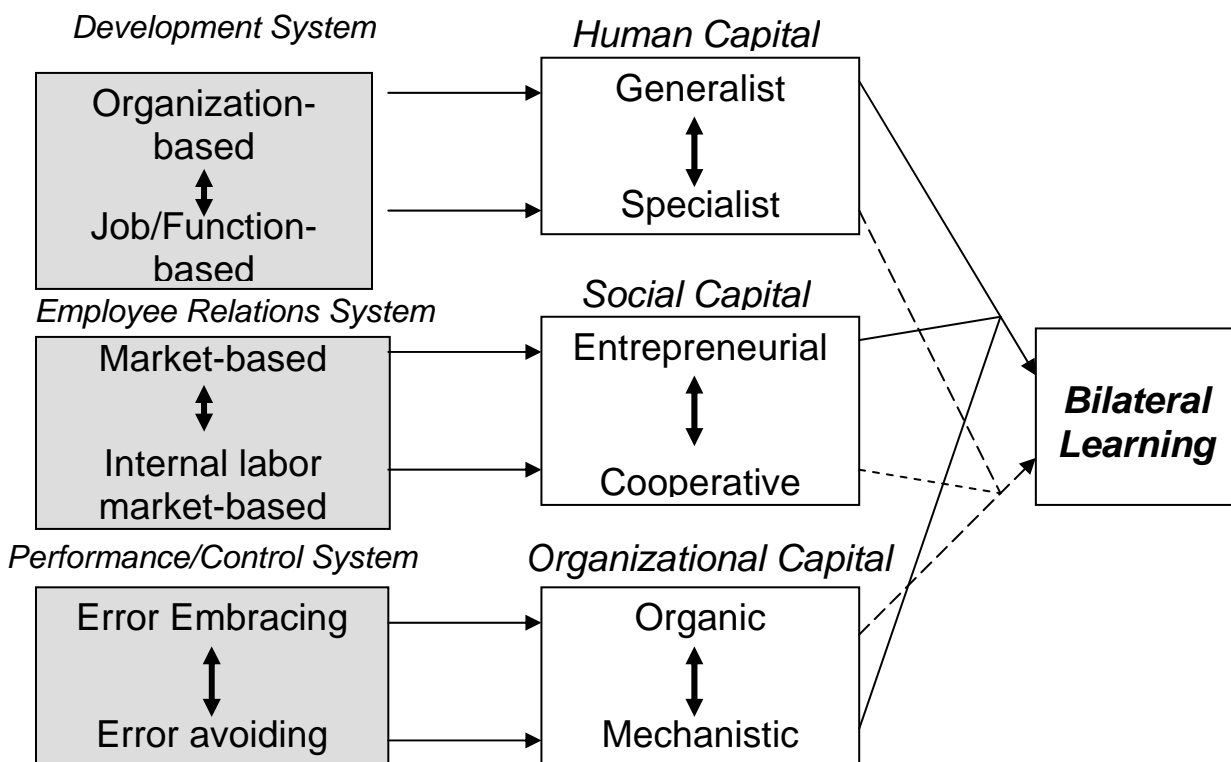 Development System
Organization-
based
Job/Function-
based
Human Capital
Generalist
Specialist
Employee Relations System
Market-based
Internal labor
market-based
Social Capital
Entrepreneurial
Cooperative
Performance/Control System
Error Embracing
Error avoiding
Organizational Capital
Organic
Mechanistic
Bilateral
Learning